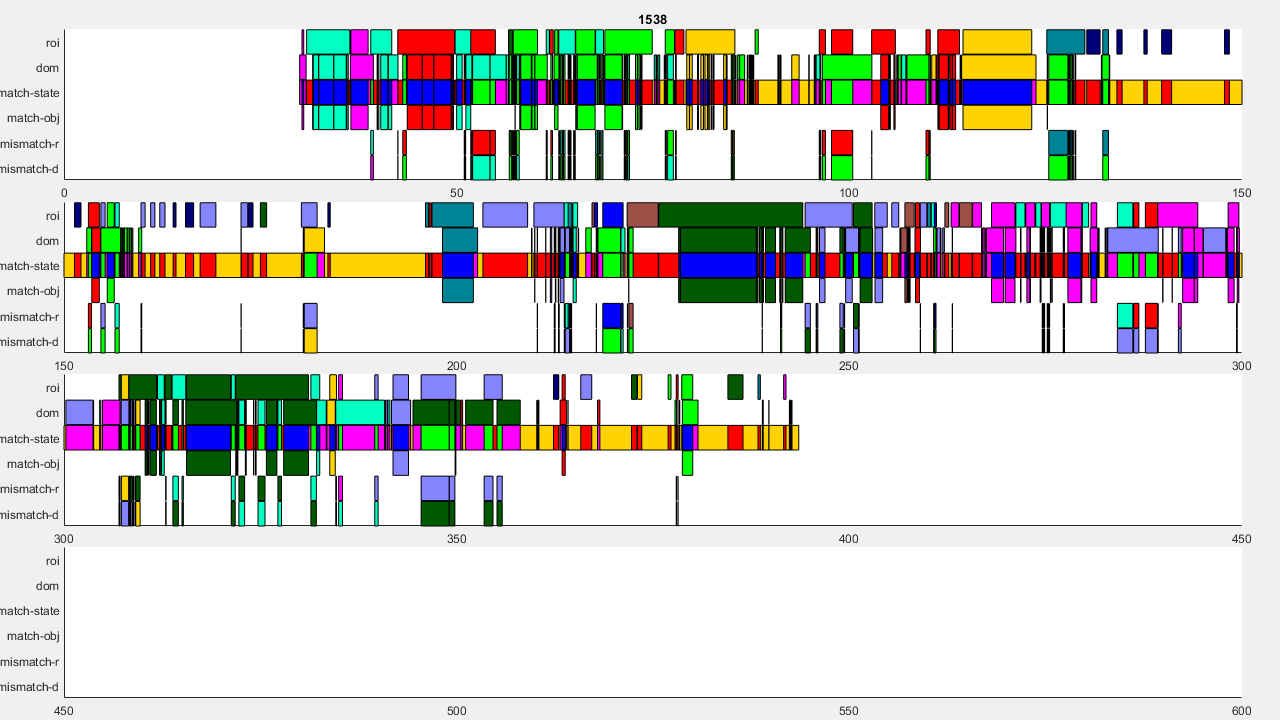 1538
roi
dom
match-state
match-obj
mismatch-r
mismatch-d
0 50 100 150
roi
dom
match-state
match-obj
mismatch-r
mismatch-d
150 200 250 300
roi
dom
match-state
match-obj
mismatch-r
mismatch-d
300 350 400 450
roi
dom
match-state
match-obj
mismatch-r
mismatch-d
450 500 550 600